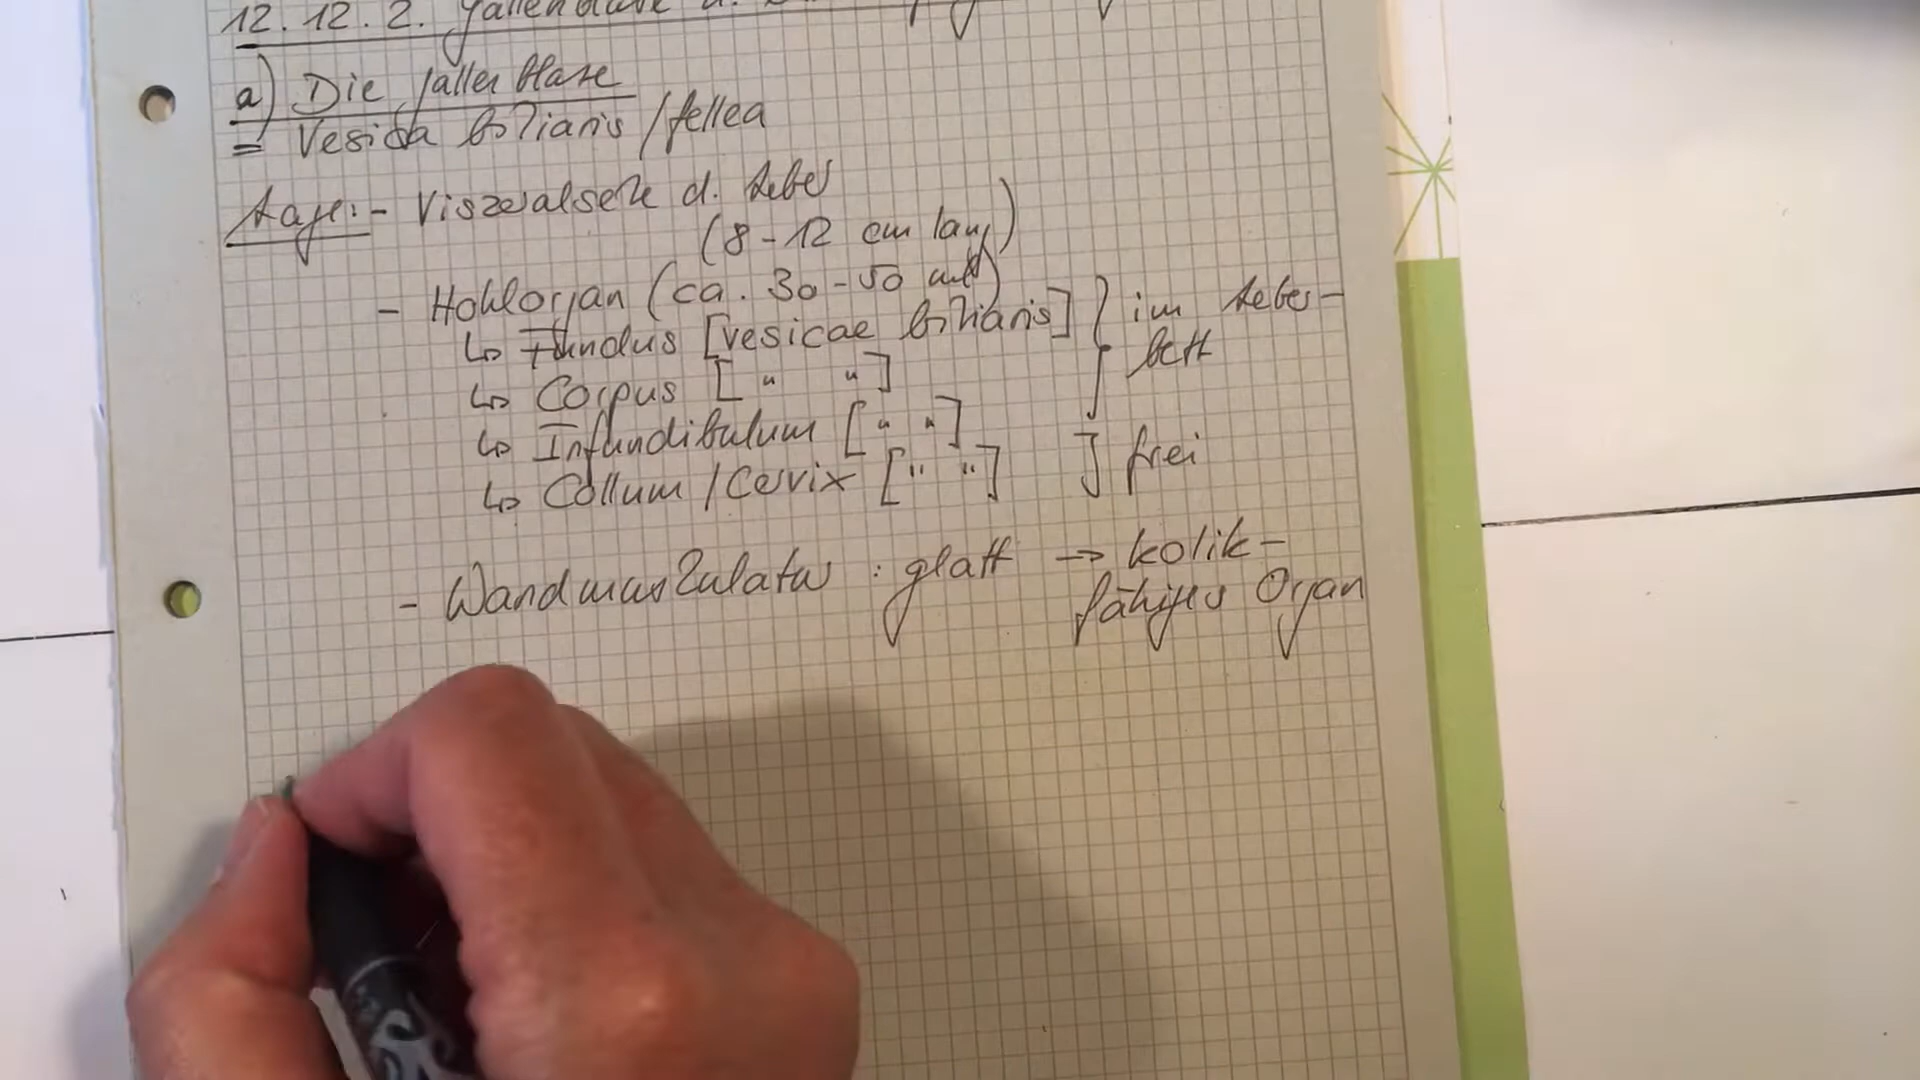 12.12.2. Gallenblase u.
a) Die Gallenblase
= Vesica biliaris / fellea
Lage: - Viszeralseite d. Leber
(8-12 cm lang)
- Hohlorgan (ca. 30-50 ml)
↳ Fundus [vesicae biliaris] } im Leber-
bett
↳ Corpus [" "]
↳ Infundibulum [" "]
↳ Collum / Cervix [" "] ] frei
- Wandmuskulatur : glatt → kolik-
fähiges Organ